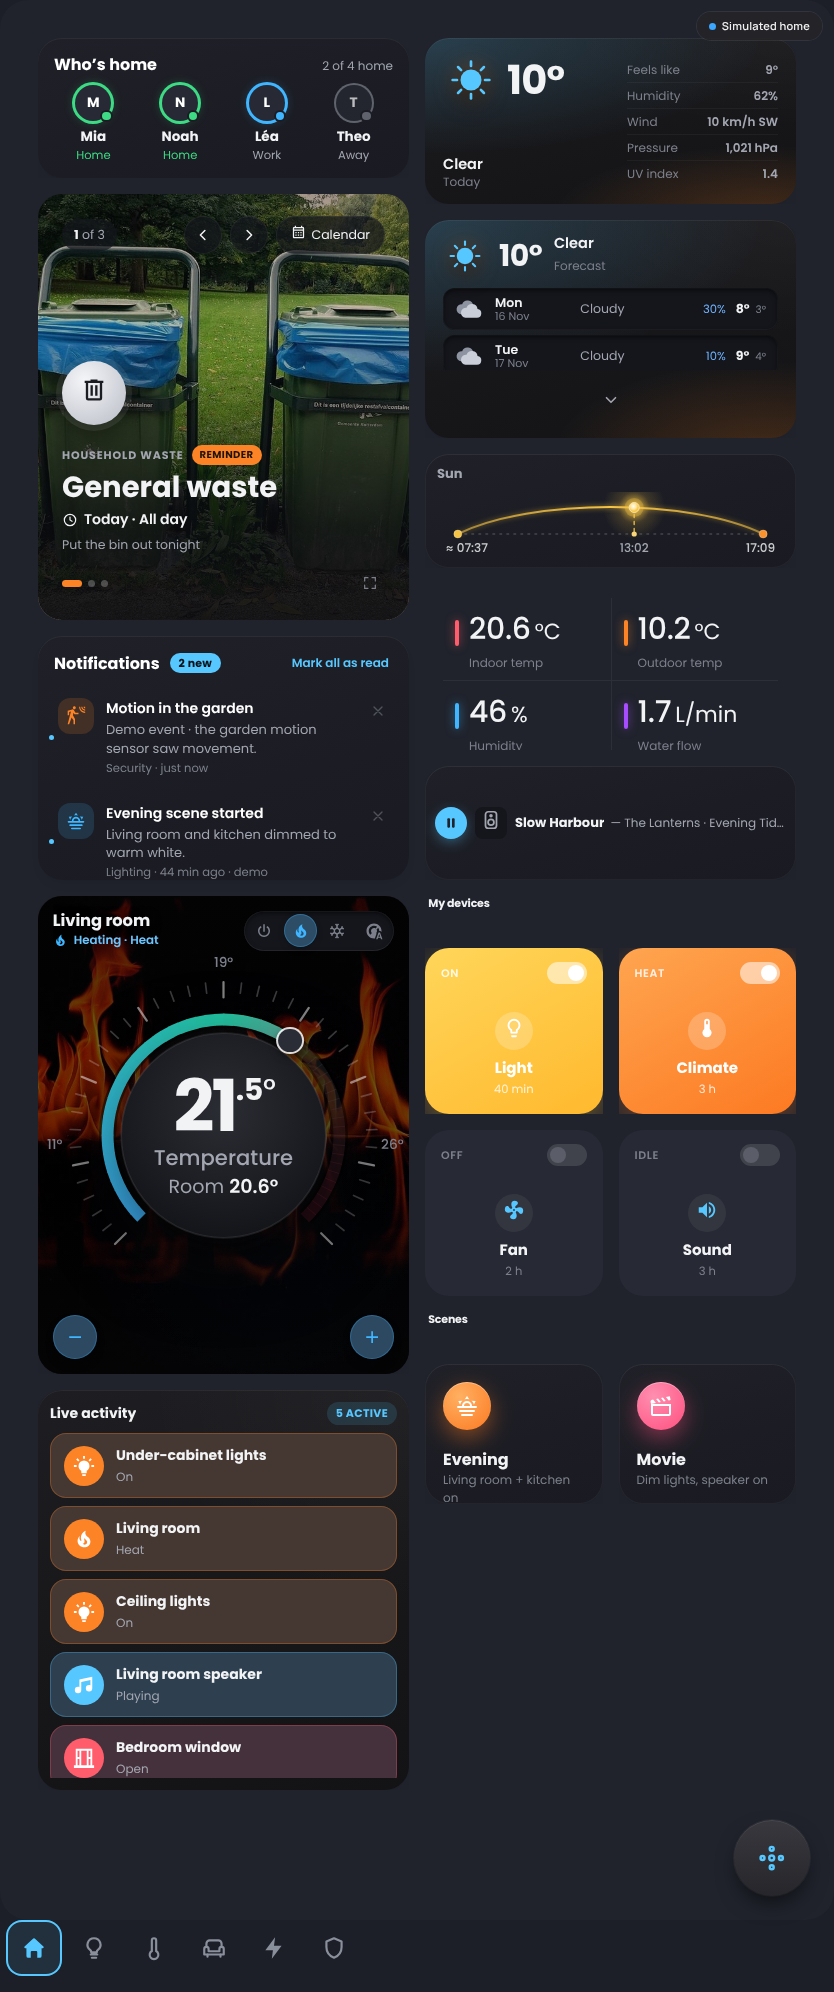 Simulated home
Who's home
2 of 4 home
M
N
L
T
Mia
Noah
Léa
Theo
Home
Home
Work
Away
10°
Clear
Today
Feels like 9°
Humidity 62%
Wind 10 km/h SW
Pressure 1,021 hPa
UV index 1.4
1 of 3
Calendar
HOUSEHOLD WASTE REMINDER
General waste
Today · All day
Put the bin out tonight
10°
Clear
Forecast
Mon
16 Nov
Cloudy
30% 8° 3°
Tue
17 Nov
Cloudy
10% 9° 4°
Sun
≈ 07:37
13:02
17:09
20.6 °C
Indoor temp
10.2 °C
Outdoor temp
46 %
Humidity
1.7 L/min
Water flow
Notifications 2 new Mark all as read
Motion in the garden
Demo event · the garden motion
sensor saw movement.
Security · just now
Evening scene started
Living room and kitchen dimmed to
warm white.
Lighting · 44 min ago · demo
Slow Harbour — The Lanterns · Evening Tid...
Living room
Heating · Heat
A
19°
11°
26°
21.5°
Temperature
Room 20.6°
My devices
ON
Light
40 min
HEAT
Climate
3 h
OFF
Fan
2 h
IDLE
Sound
3 h
Scenes
Evening
Living room + kitchen
on
Movie
Dim lights, speaker on
Live activity
5 ACTIVE
Under-cabinet lights
On
Living room
Heat
Ceiling lights
On
Living room speaker
Playing
Bedroom window
Open